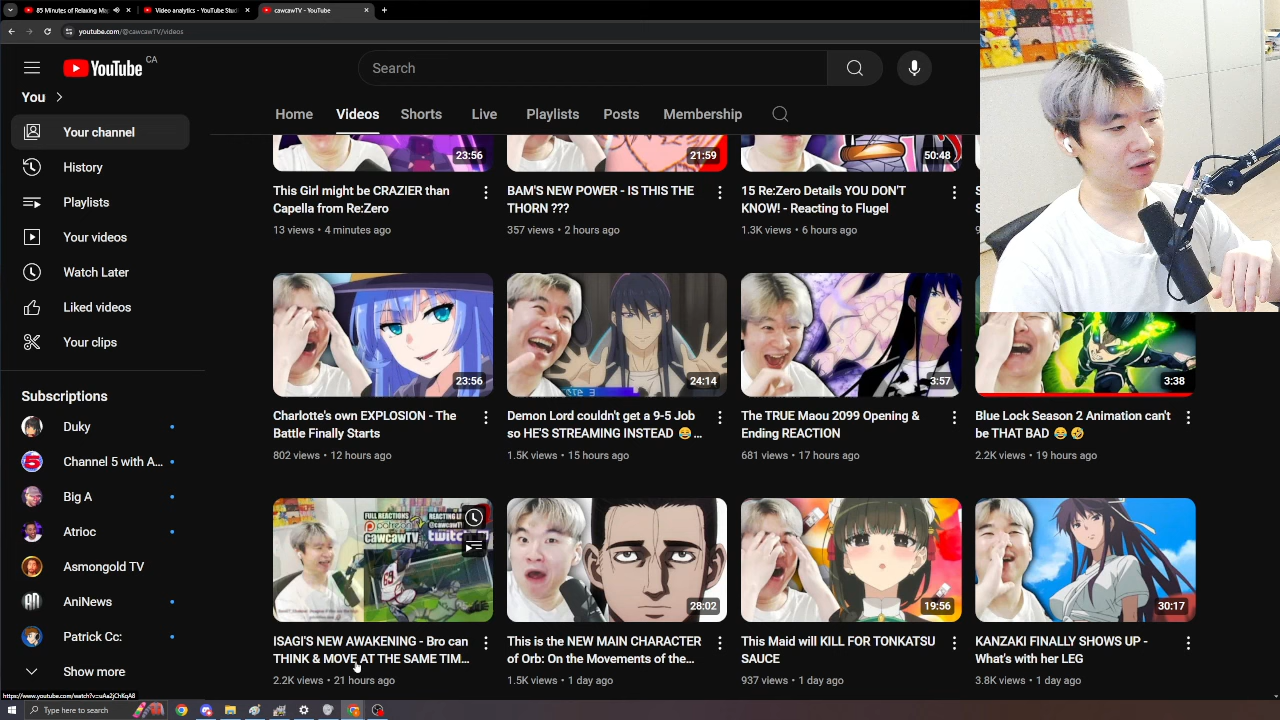 85 Minutes of Relaxing
Video analytics - YouTube Stud
cawcawTV - YouTube
youtube.com/@cawcawTV/videos
YouTube CA
Search
You
Your channel
History
Playlists
Your videos
Watch Later
Liked videos
Your clips
Subscriptions
Duky
Channel 5 with A...
Big A
Atrioc
Asmongold TV
AniNews
Patrick Cc:
Show more
Home Videos Shorts Live Playlists Posts Membership
23:56
This Girl might be CRAZIER than
Capella from Re:Zero
13 views • 4 minutes ago
21:59
BAM'S NEW POWER - IS THIS THE
THORN ???
357 views • 2 hours ago
50:48
15 Re:Zero Details YOU DON'T
KNOW! - Reacting to Flugel
1.3K views • 6 hours ago
23:56
Charlotte's own EXPLOSION - The
Battle Finally Starts
802 views • 12 hours ago
24:14
Demon Lord couldn't get a 9-5 Job
so HE'S STREAMING INSTEAD 😂...
1.5K views • 15 hours ago
3:57
The TRUE Maou 2099 Opening &
Ending REACTION
681 views • 17 hours ago
3:38
Blue Lock Season 2 Animation can't
be THAT BAD 😂 🤣
2.2K views • 19 hours ago
FULL REACTIONS
patreon
cawcawTV
@cawcawTV
twitch
ISAGI'S NEW AWAKENING - Bro can
THINK & MOVE AT THE SAME TIM...
2.2K views • 21 hours ago
28:02
This is the NEW MAIN CHARACTER
of Orb: On the Movements of the...
1.5K views • 1 day ago
19:56
This Maid will KILL FOR TONKATSU
SAUCE
937 views • 1 day ago
30:17
KANZAKI FINALLY SHOWS UP -
What's with her LEG
3.8K views • 1 day ago
Type here to search